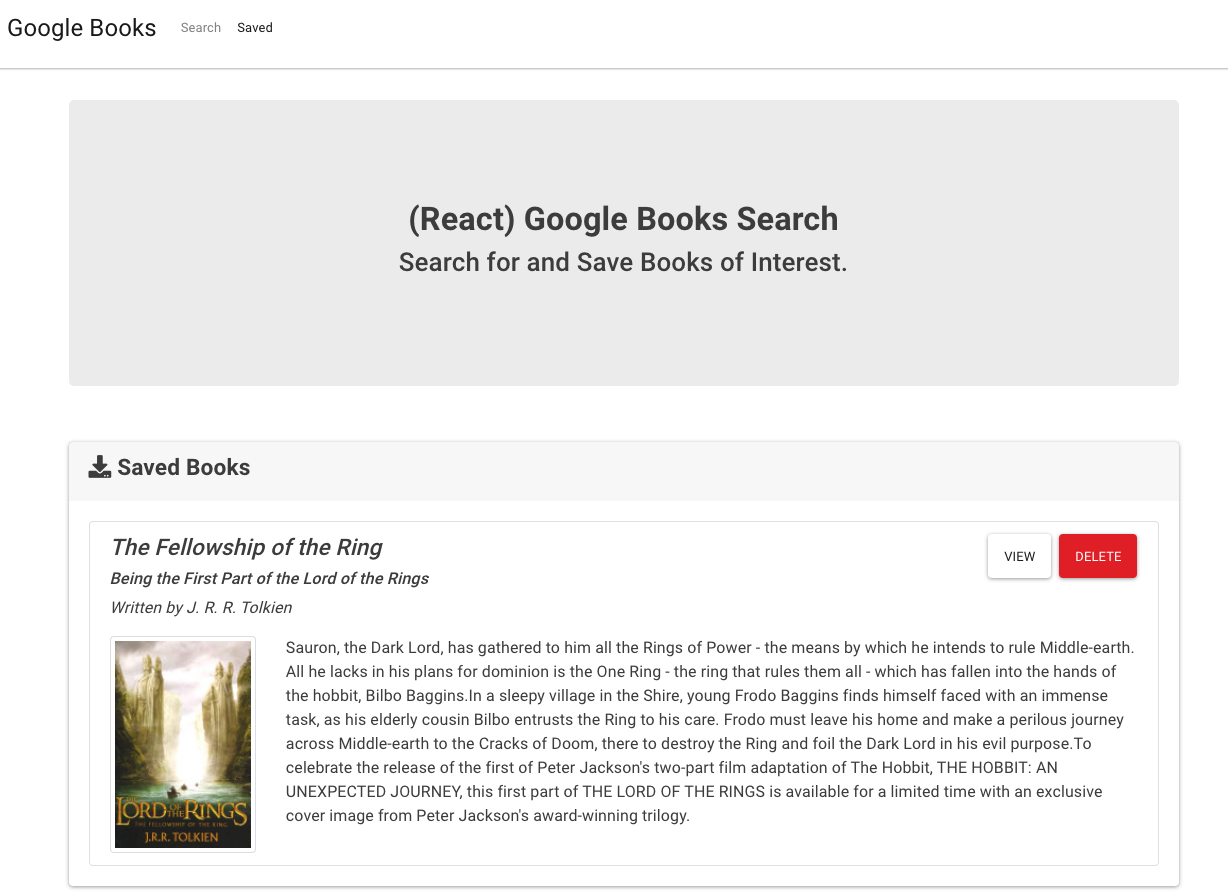 Google Books Search Saved
(React) Google Books Search
Search for and Save Books of Interest.
Saved Books
The Fellowship of the Ring
VIEW DELETE
Being the First Part of the Lord of the Rings
Written by J. R. R. Tolkien
Sauron, the Dark Lord, has gathered to him all the Rings of Power - the means by which he intends to rule Middle-earth.
All he lacks in his plans for dominion is the One Ring - the ring that rules them all - which has fallen into the hands of
the hobbit, Bilbo Baggins.In a sleepy village in the Shire, young Frodo Baggins finds himself faced with an immense
task, as his elderly cousin Bilbo entrusts the Ring to his care. Frodo must leave his home and make a perilous journey
across Middle-earth to the Cracks of Doom, there to destroy the Ring and foil the Dark Lord in his evil purpose.To
celebrate the release of the first of Peter Jackson's two-part film adaptation of The Hobbit, THE HOBBIT: AN
UNEXPECTED JOURNEY, this first part of THE LORD OF THE RINGS is available for a limited time with an exclusive
cover image from Peter Jackson's award-winning trilogy.
THE LORD OF THE RINGS
THE FELLOWSHIP OF THE RING
J.R.R. TOLKIEN